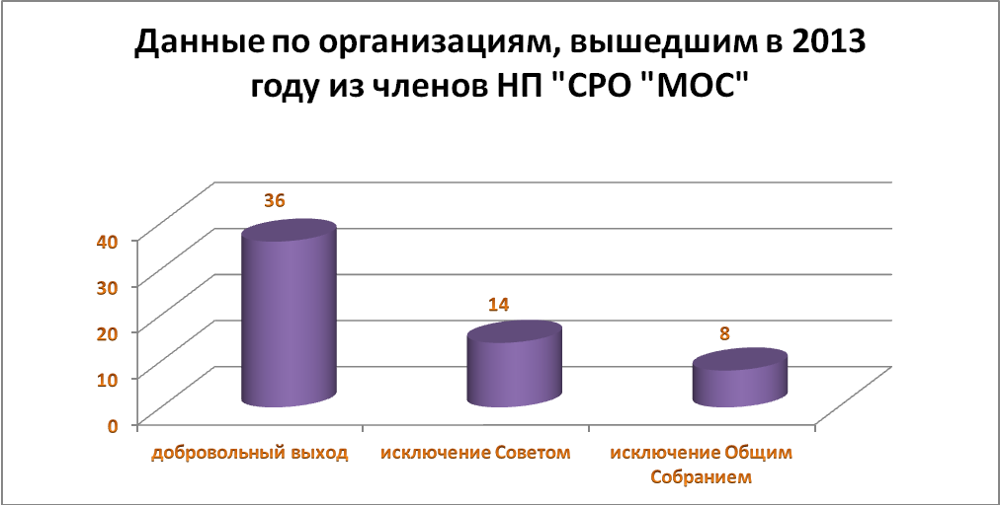 Данные по организациям, вышедшим в 2013
году из членов НП "СРО "МОС"
36
14
8
40
30
20
10
0
добровольный выход
исключение Советом
исключение Общим
Собранием